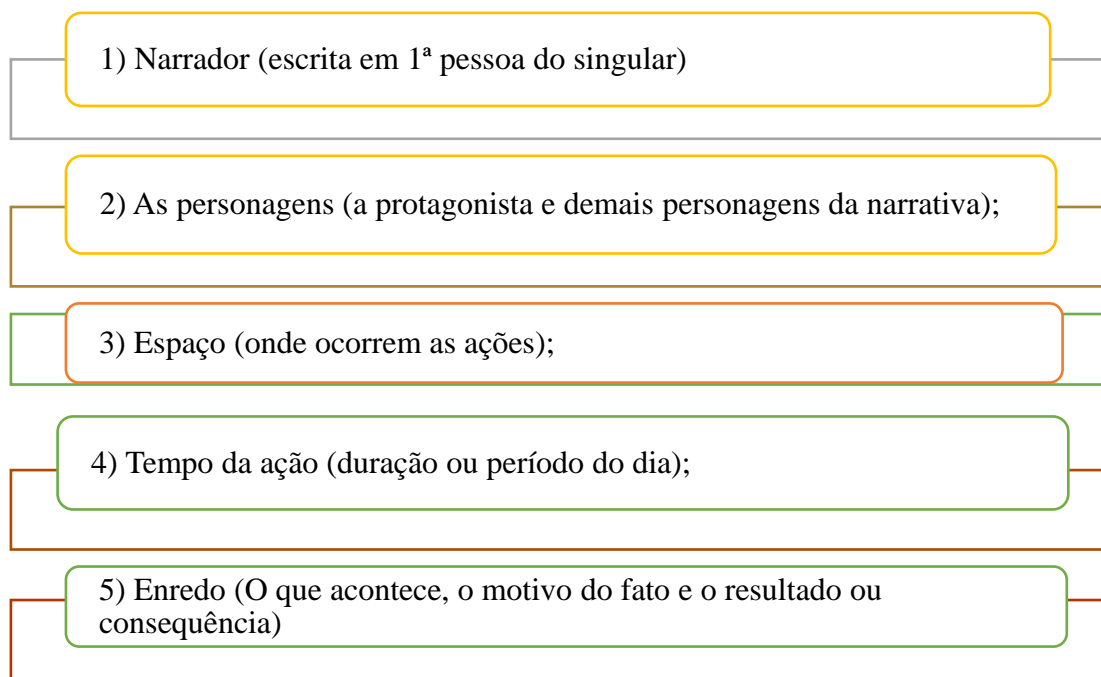 1) Narrador (escrita em 1ª pessoa do singular)
2) As personagens (a protagonista e demais personagens da narrativa);
3) Espaço (onde ocorrem as ações);
4) Tempo da ação (duração ou período do dia);
5) Enredo (O que acontece, o motivo do fato e o resultado ou
consequência)